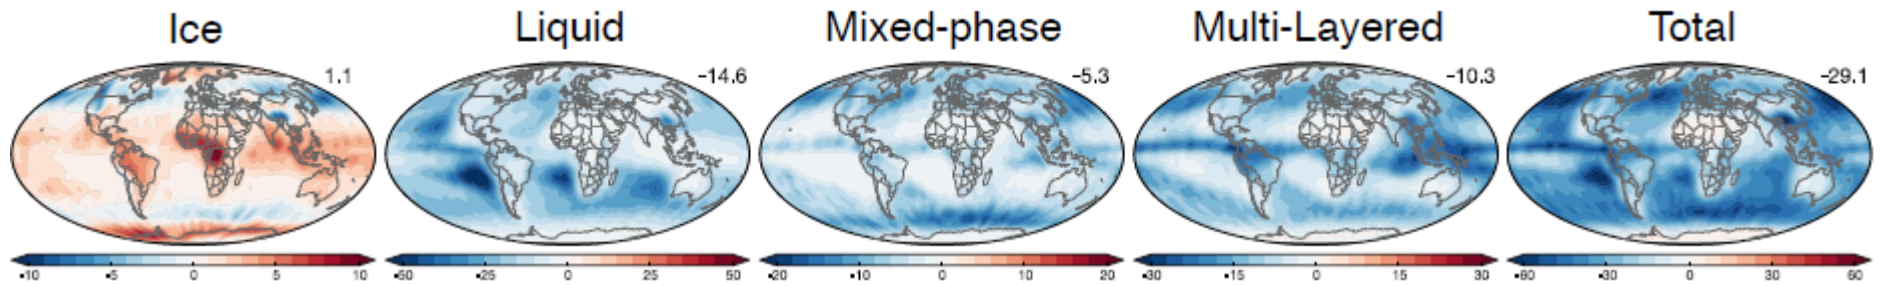 Ice Liquid Mixed-phase Multi-Layered Total
1.1 −14.6 −5.3 −10.3 −29.1
-10 -5 0 5 10 -50 -25 0 25 50 -20 -10 0 10 20 -30 -15 0 15 30 -60 -30 0 30 60